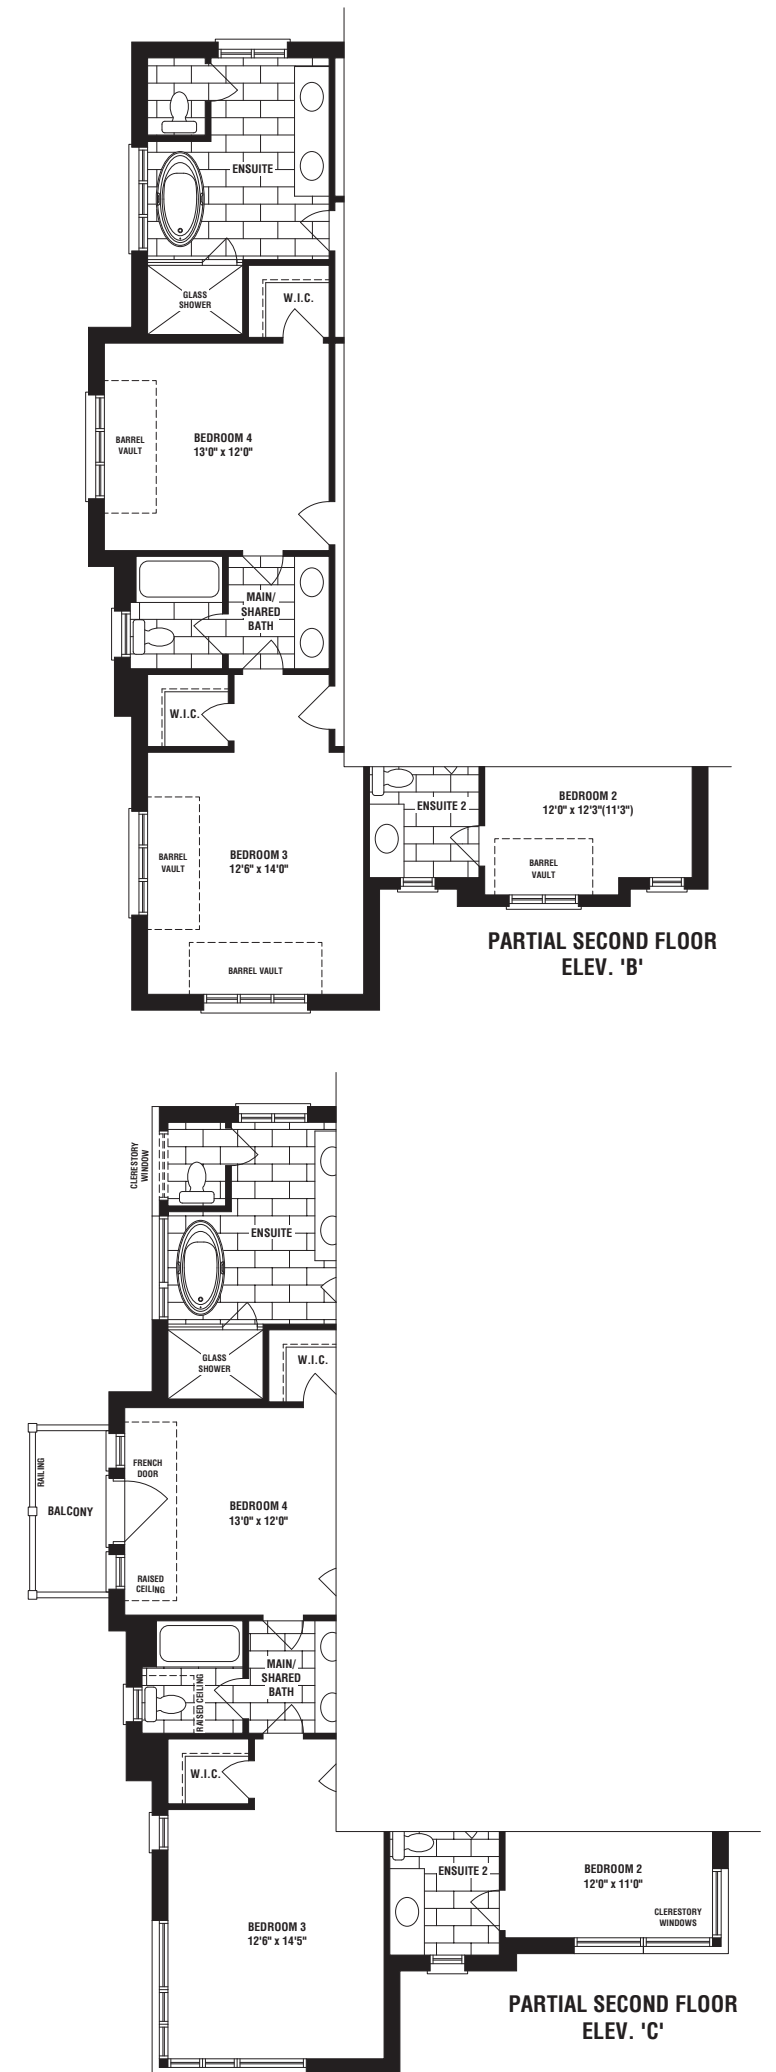 ENSUITE
GLASS
SHOWER
W.I.C.
BARREL
VAULT
BEDROOM 4
13'0" x 12'0"
MAIN/
SHARED
BATH
W.I.C.
BARREL
VAULT
BEDROOM 3
12'6" x 14'0"
BARREL VAULT
ENSUITE 2
BEDROOM 2
12'0" x 12'3"(11'3")
BARREL
VAULT
PARTIAL SECOND FLOOR
ELEV. 'B'
CLERESTORY
WINDOW
ENSUITE
GLASS
SHOWER
W.I.C.
RAILING
BALCONY
FRENCH
DOOR
BEDROOM 4
13'0" x 12'0"
RAISED
CEILING
MAIN/
SHARED
BATH
RAISED CEILING
W.I.C.
BEDROOM 3
12'6" x 14'5"
ENSUITE 2
BEDROOM 2
12'0" x 11'0"
CLERESTORY
WINDOWS
PARTIAL SECOND FLOOR
ELEV. 'C'